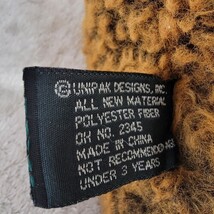 © UNIPAK DESIGNS, INC.
ALL NEW MATERIAL
POLYESTER FIBER
OH NO. 2345
MADE IN CHINA
NOT RECOMMENDED AGE
UNDER 3 YEARS